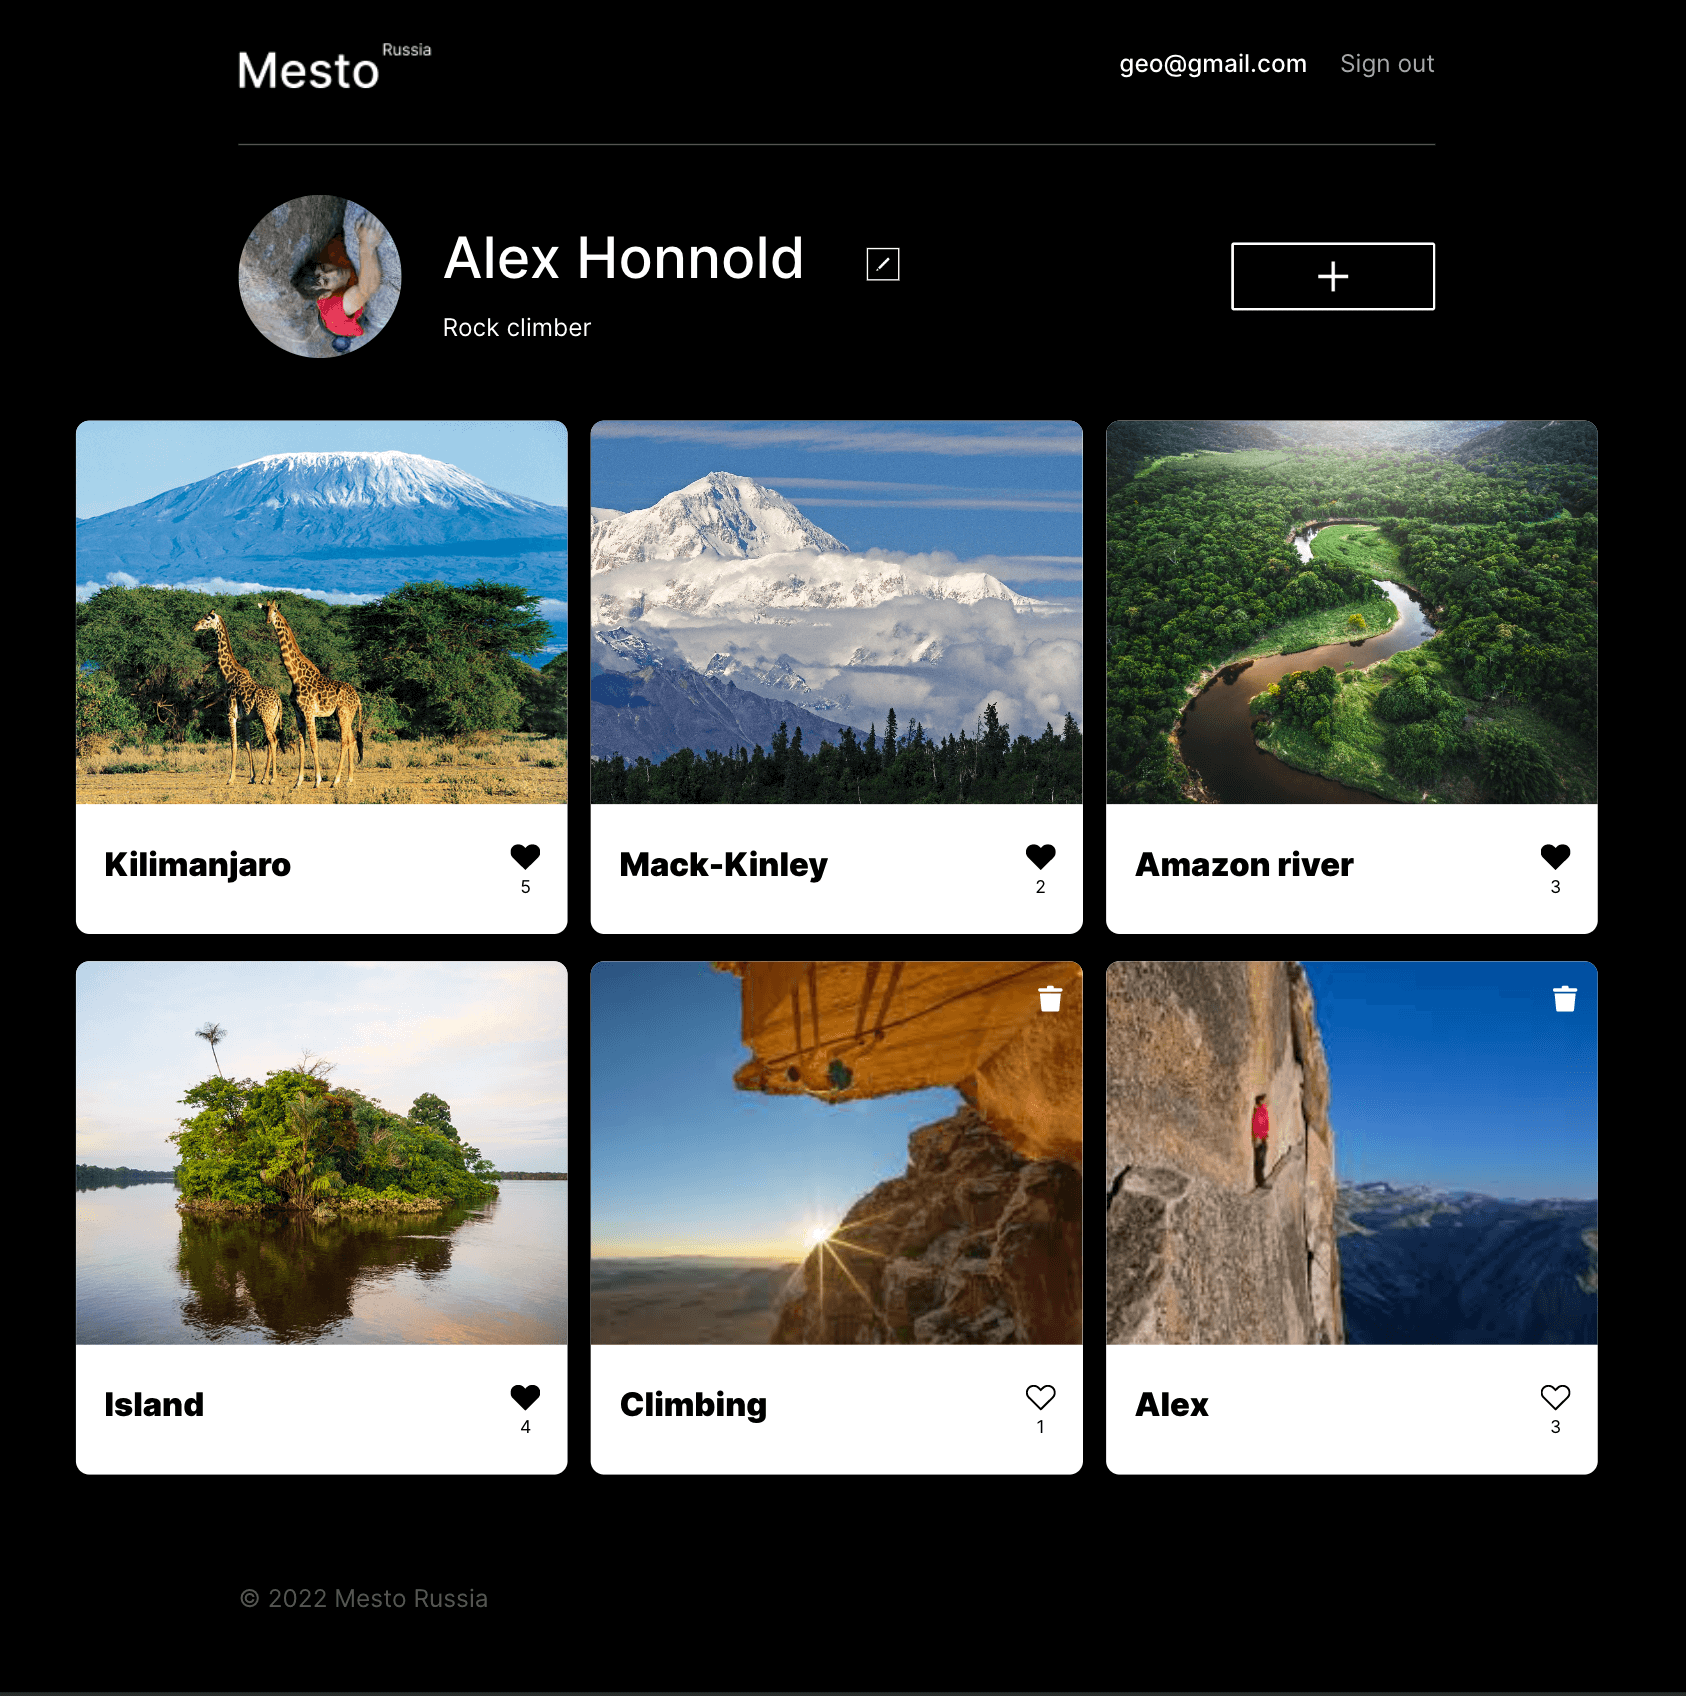 Mesto Russia
geo@gmail.com Sign out
Alex Honnold
Rock climber
Kilimanjaro
5
Mack-Kinley
2
Amazon river
3
Island
4
Climbing
1
Alex
3
© 2022 Mesto Russia